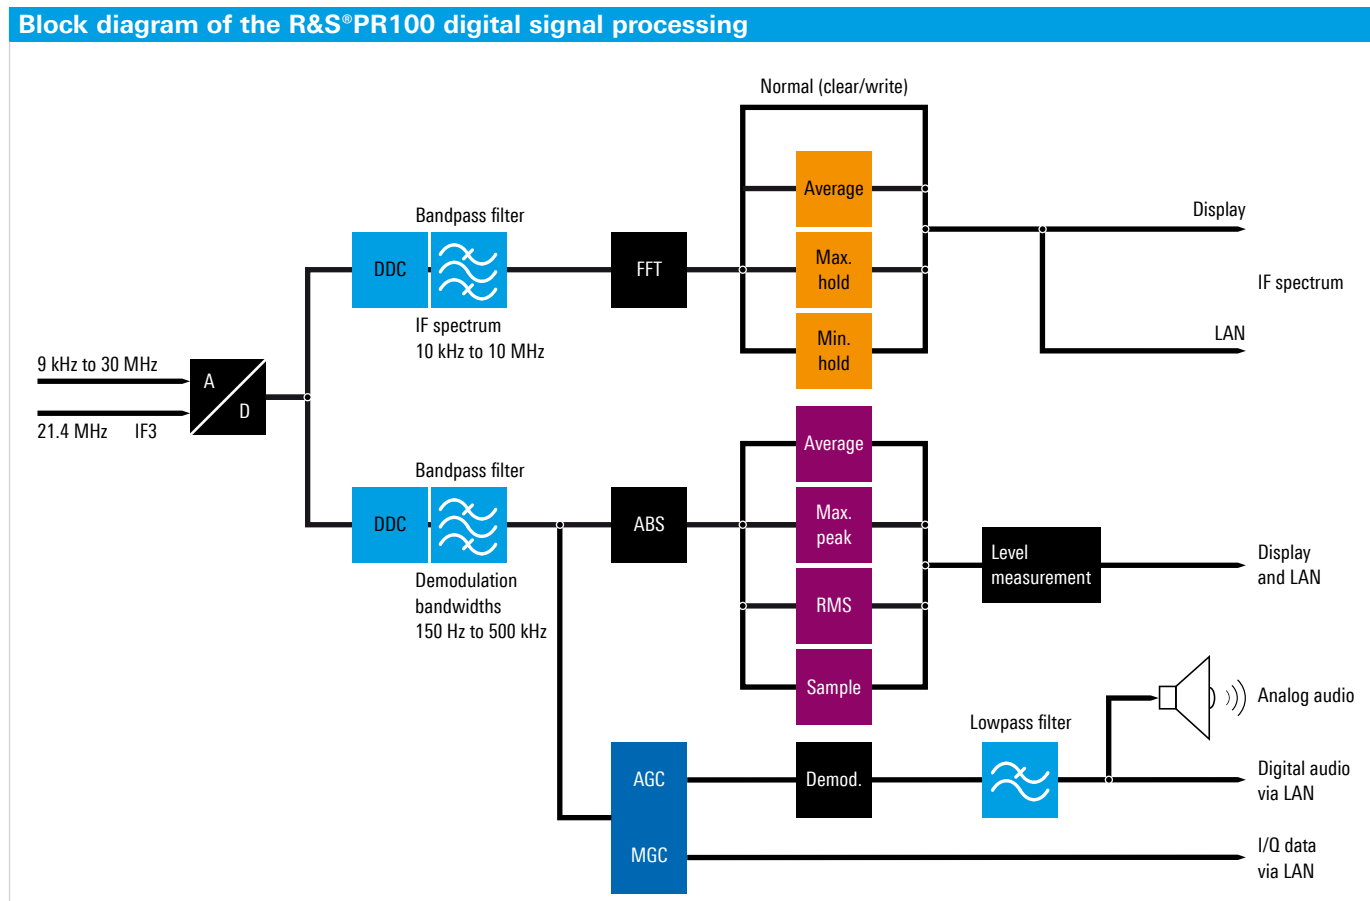 Block diagram of the R&S®PR100 digital signal processing
Normal (clear/write)
Average
Display
Bandpass filter
DDC
FFT
Max.
hold
IF spectrum
IF spectrum
10 kHz to 10 MHz
Min.
hold
LAN
9 kHz to 30 MHz
A
D
21.4 MHz IF3
Average
Bandpass filter
DDC
ABS
Max.
peak
Level
measurement
Display
and LAN
Demodulation
bandwidths
150 Hz to 500 kHz
RMS
Sample
Analog audio
Lowpass filter
AGC
Demod.
Digital audio
via LAN
MGC
I/Q data
via LAN